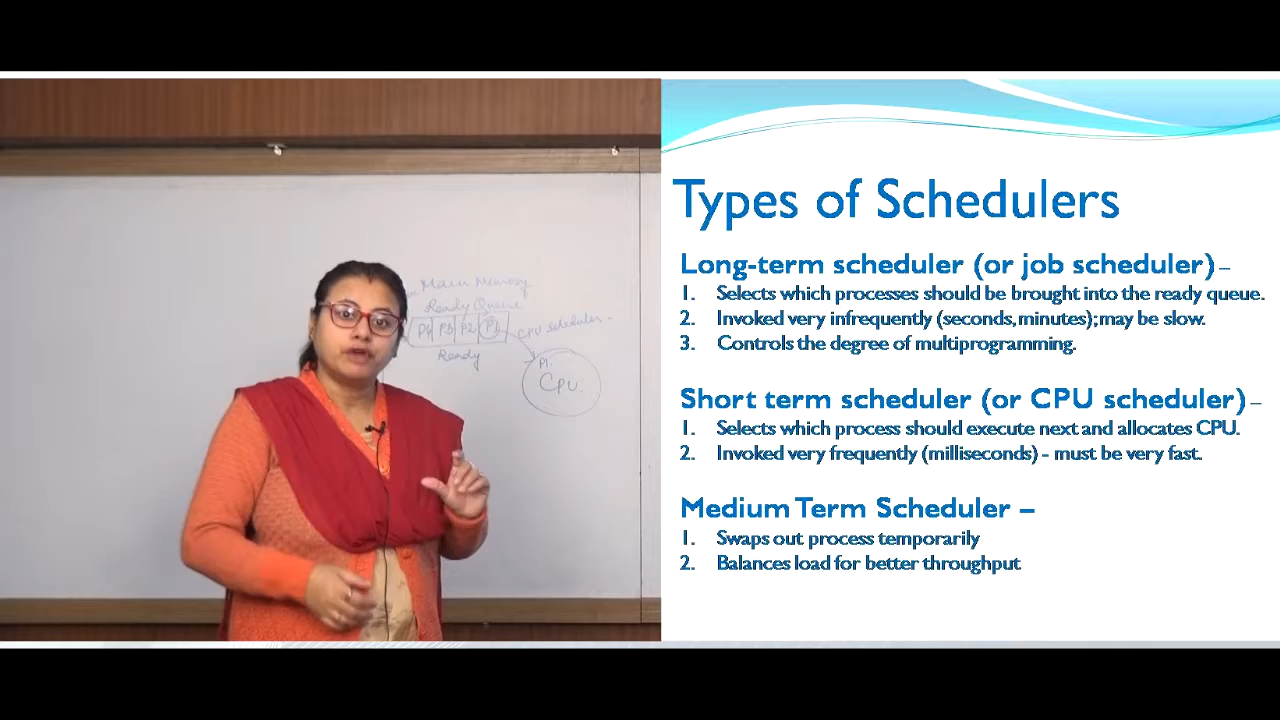 Main Memory
Ready Queue
P4 P3 P2 P1
CPU scheduler -
Ready
P1.
CPU.
Types of Schedulers
Long-term scheduler (or job scheduler) –
1. Selects which processes should be brought into the ready queue.
2. Invoked very infrequently (seconds, minutes); may be slow.
3. Controls the degree of multiprogramming.
Short term scheduler (or CPU scheduler) –
1. Selects which process should execute next and allocates CPU.
2. Invoked very frequently (milliseconds) - must be very fast.
Medium Term Scheduler –
1. Swaps out process temporarily
2. Balances load for better throughput